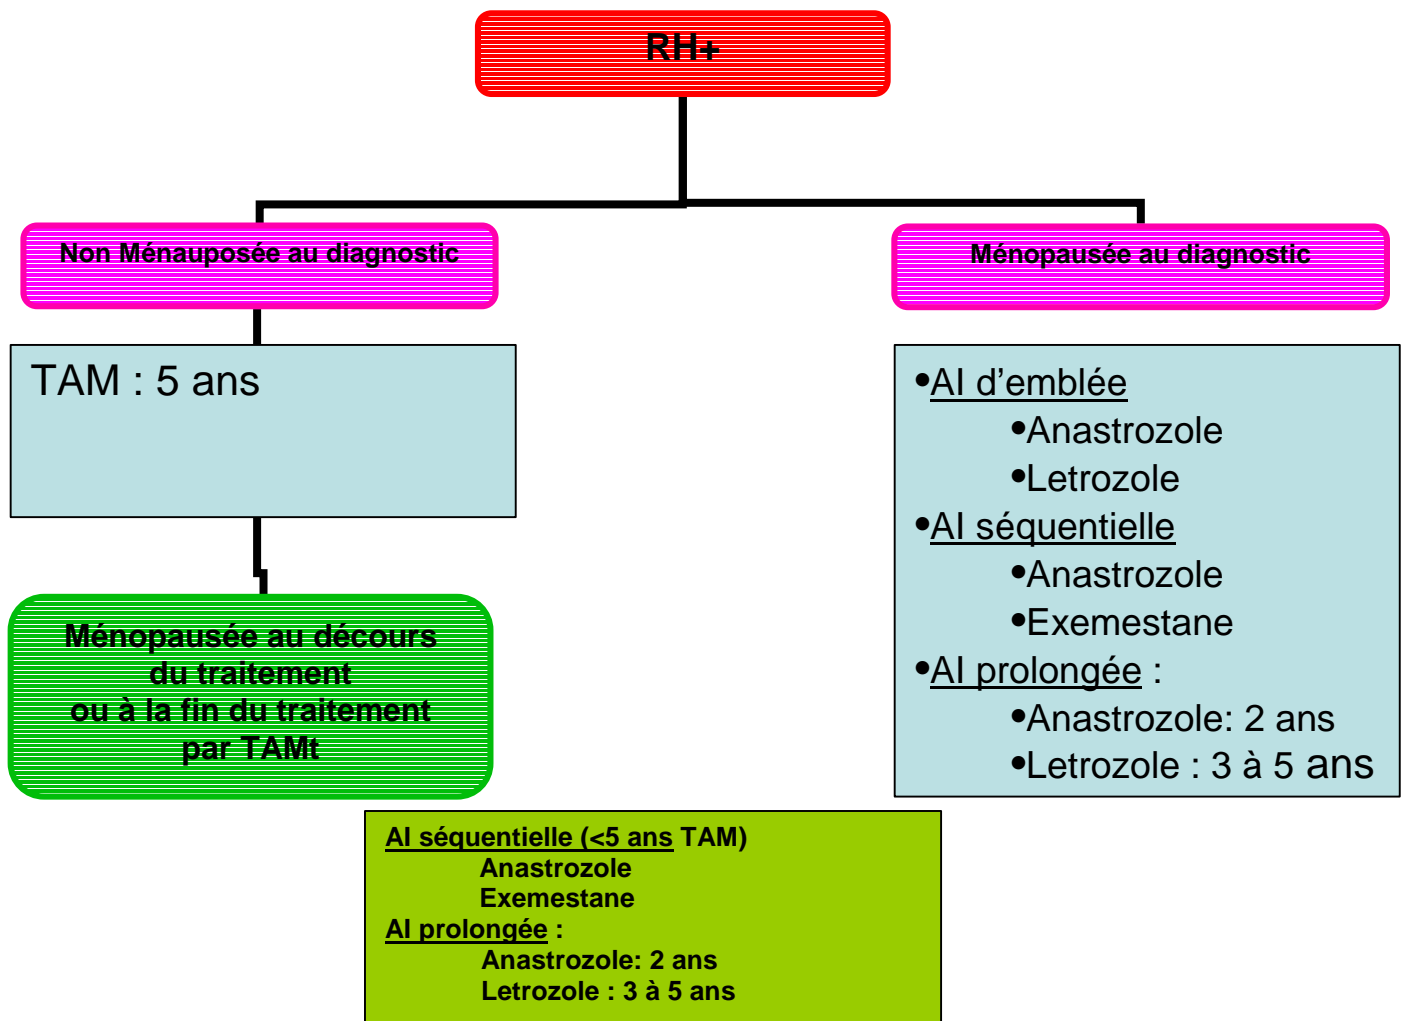 RH+
Non Ménauposée au diagnostic
Ménopausée au diagnostic
TAM : 5 ans
•AI d’emblée
•Anastrozole
•Letrozole
•AI séquentielle
•Anastrozole
•Exemestane
•AI prolongée :
•Anastrozole: 2 ans
•Letrozole : 3 à 5 ans
Ménopausée au décours
du traitement
ou à la fin du traitement
par TAMt
AI séquentielle (<5 ans TAM)
Anastrozole
Exemestane
AI prolongée :
Anastrozole: 2 ans
Letrozole : 3 à 5 ans